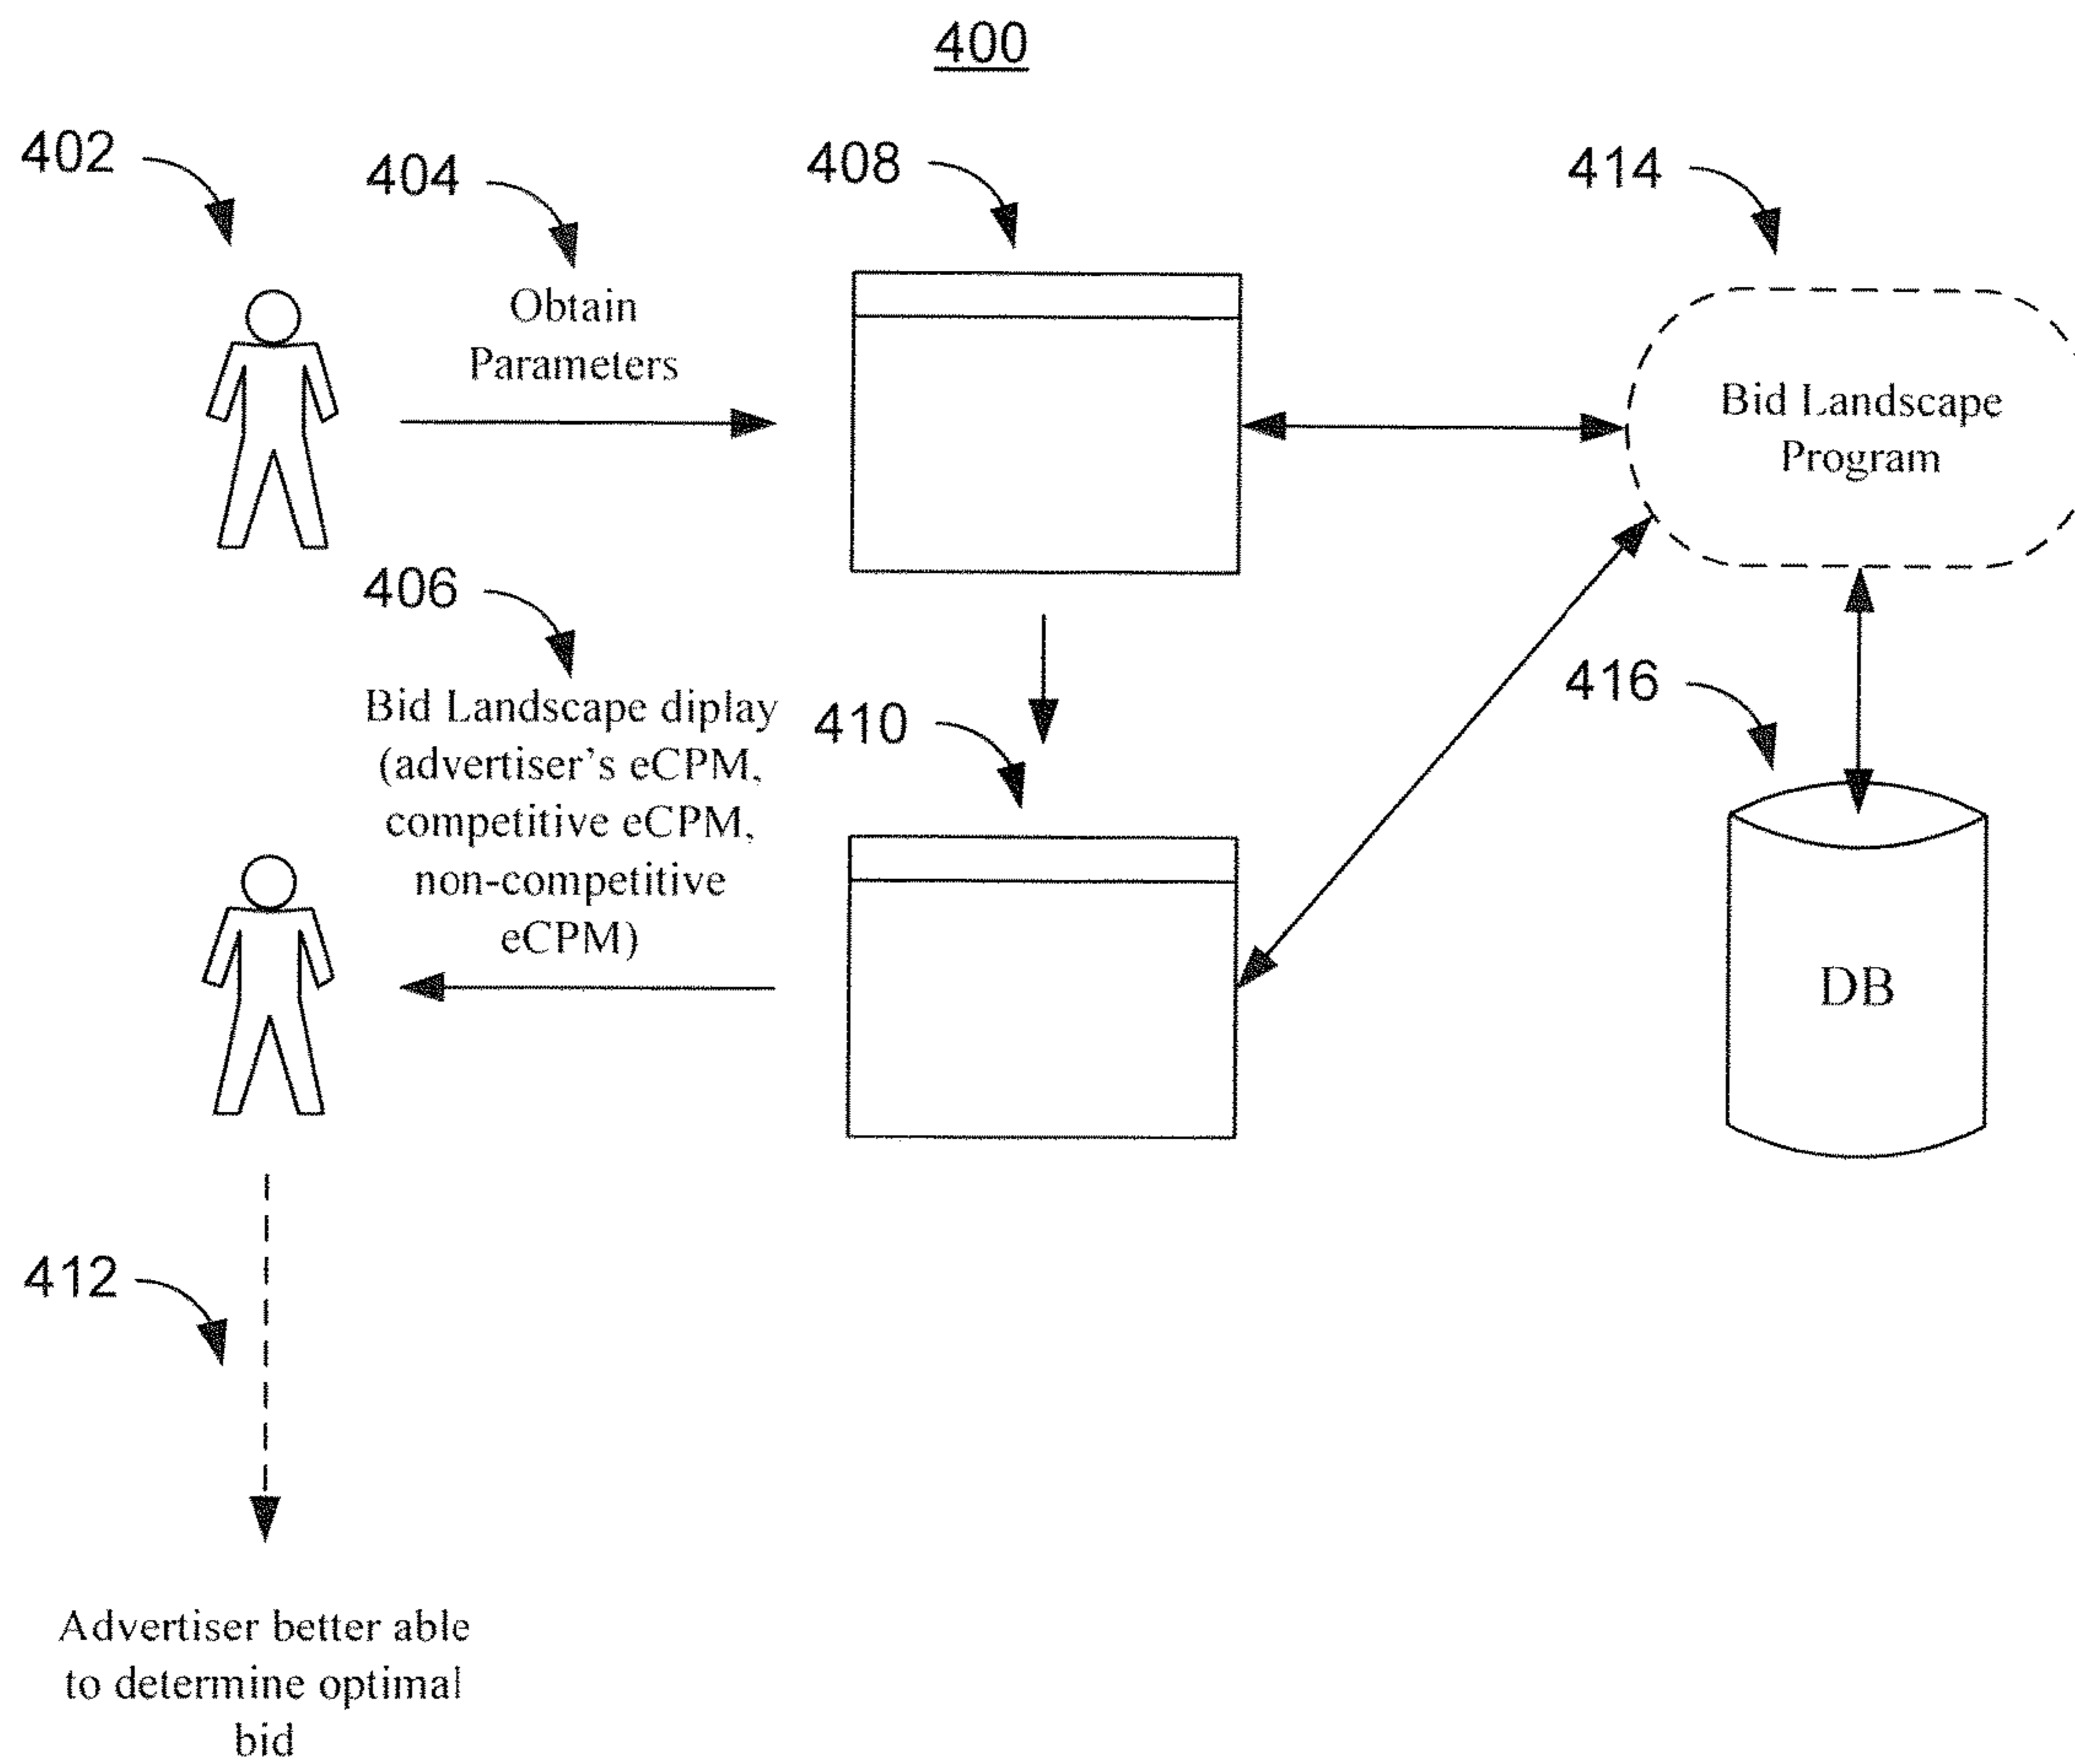 400
402
404
408
414
Obtain
Parameters
Bid Landscape
Program
406
Bid Landscape diplay
(advertiser's eCPM,
competitive eCPM,
non-competitive
eCPM)
410
416
DB
412
Advertiser better able
to determine optimal
bid